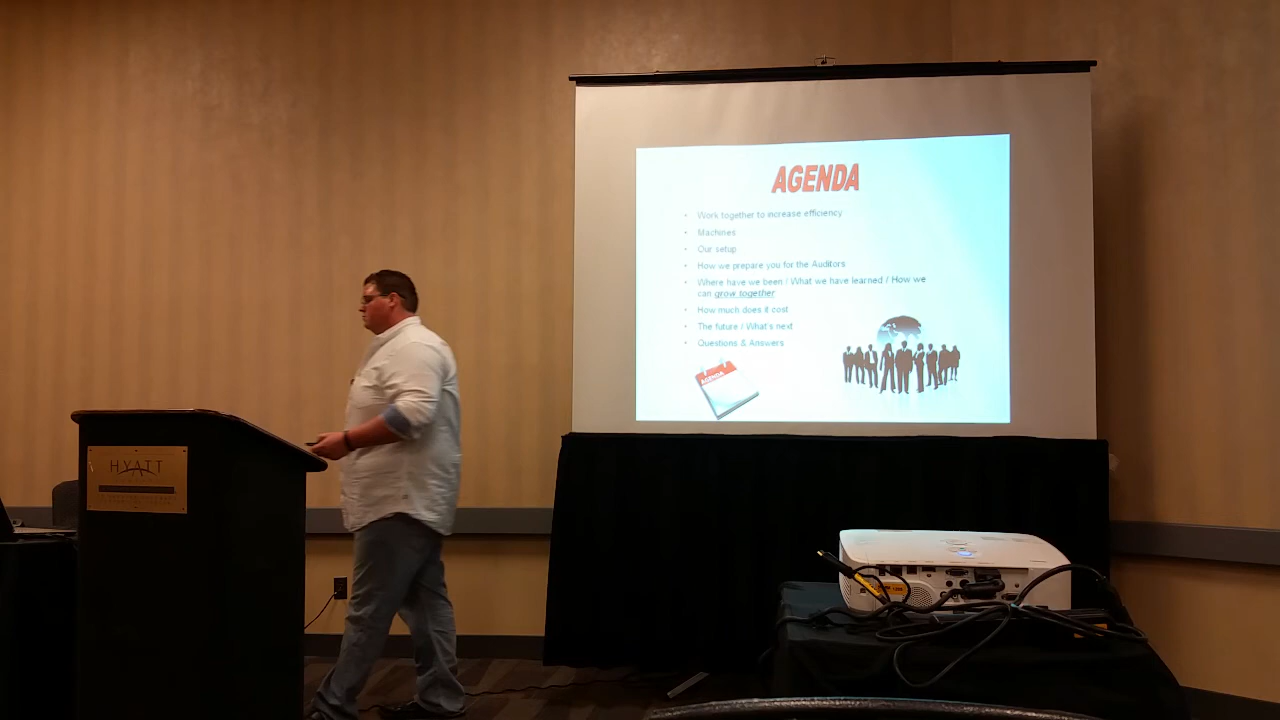 AGENDA
• Work together to increase efficiency
• Machines
• Our setup
• How we prepare you for the Auditors
• Where have we been / What we have learned / How we
can grow together
• How much does it cost
• The future / What's next
• Questions & Answers
AGENDA
HYATT